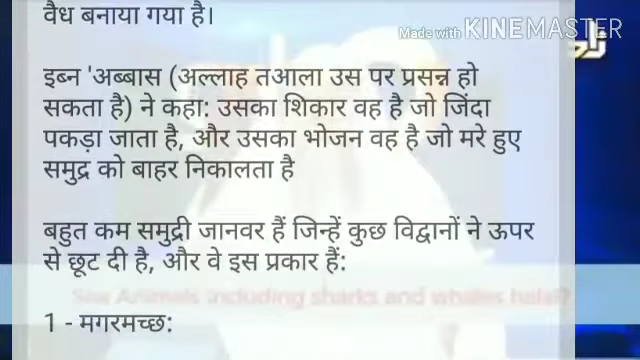 वैध बनाया गया है।
Made with KINEMASTER
इब्न 'अब्बास (अल्लाह तआला उस पर प्रसन्न हो
सकता है) ने कहा: उसका शिकार वह है जो जिंदा
पकड़ा जाता है, और उसका भोजन वह है जो मरे हुए
समुद्र को बाहर निकालता है
बहुत कम समुद्री जानवर हैं जिन्हें कुछ विद्वानों ने ऊपर
से छूट दी है, और वे इस प्रकार हैं:
Sea Animals including sharks and whales halal?
1 - मगरमच्छ: